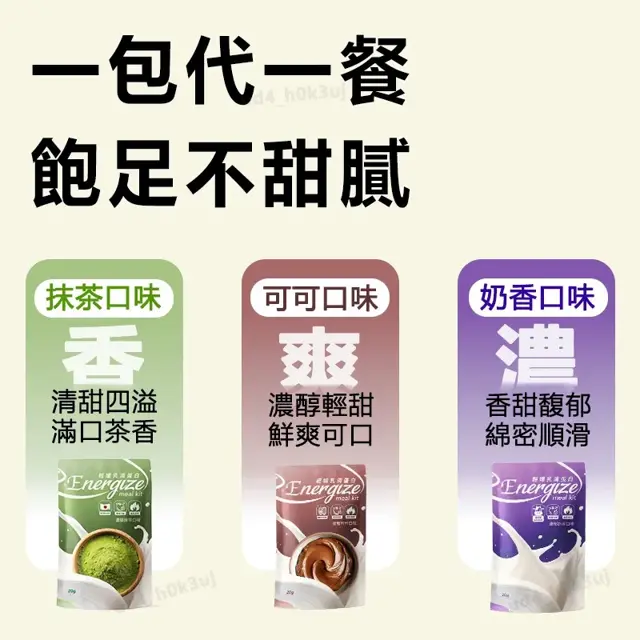 一包代一餐
飽足不甜膩
抹茶口味
香
清甜四溢
滿口茶香
Energize
meal kit
可可口味
爽
濃醇輕甜
鮮爽可口
Energize
meal kit
奶香口味
濃
香甜馥郁
綿密順滑
Energize
meal kit